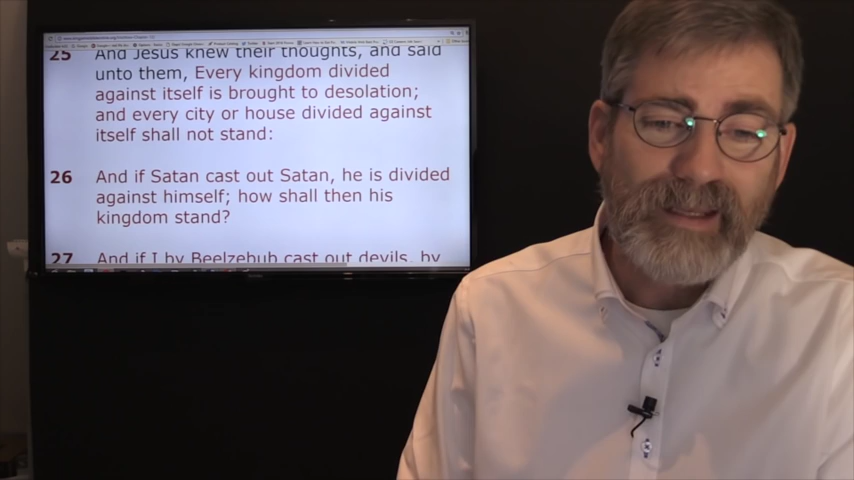 25 And Jesus knew their thoughts, and said
unto them, Every kingdom divided
against itself is brought to desolation;
and every city or house divided against
itself shall not stand:
26 And if Satan cast out Satan, he is divided
against himself; how shall then his
kingdom stand?
27 And if I by Beelzebub cast out devils, by